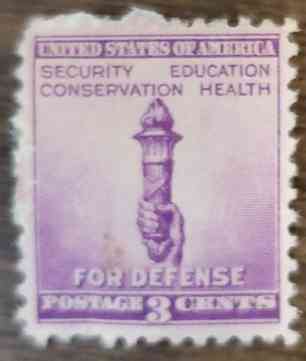 UNITED STATES OF AMERICA
SECURITY EDUCATION
CONSERVATION HEALTH
FOR DEFENSE
POSTAGE 3 CENTS